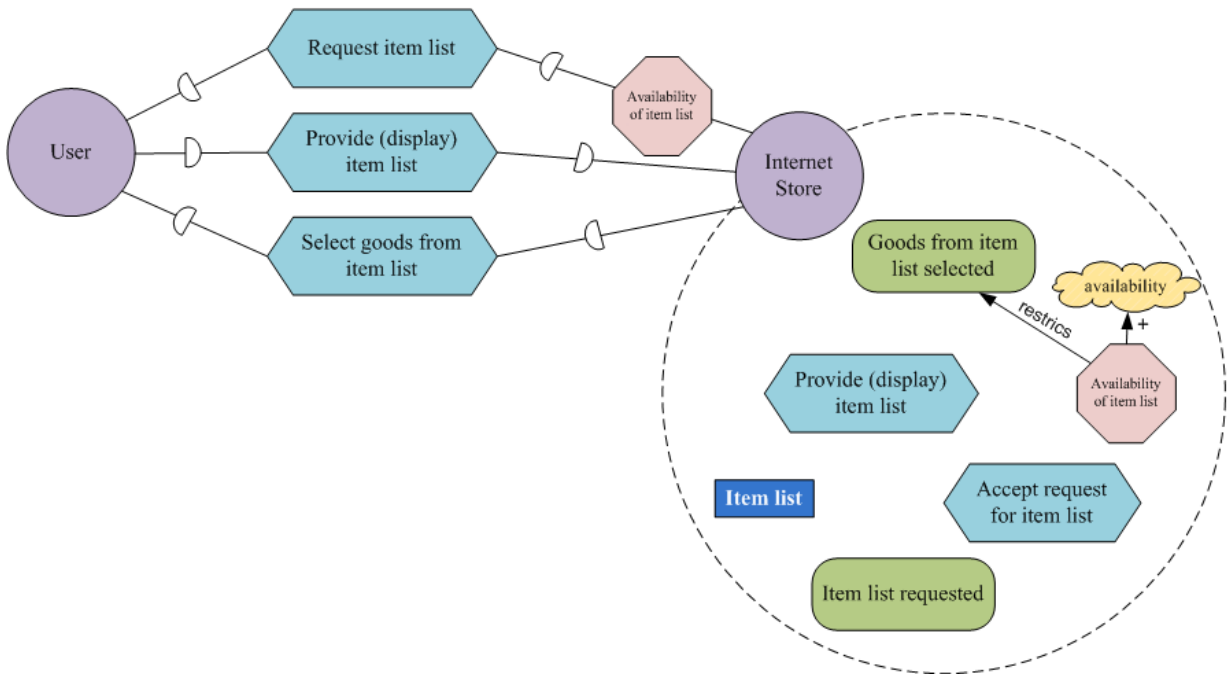 Request item list
Availability
of item list
User
Provide (display)
item list
Internet
Store
Select goods from
item list
Goods from item
list selected
availability
restrics
+
Provide (display)
item list
Availability
of item list
Item list
Accept request
for item list
Item list requested